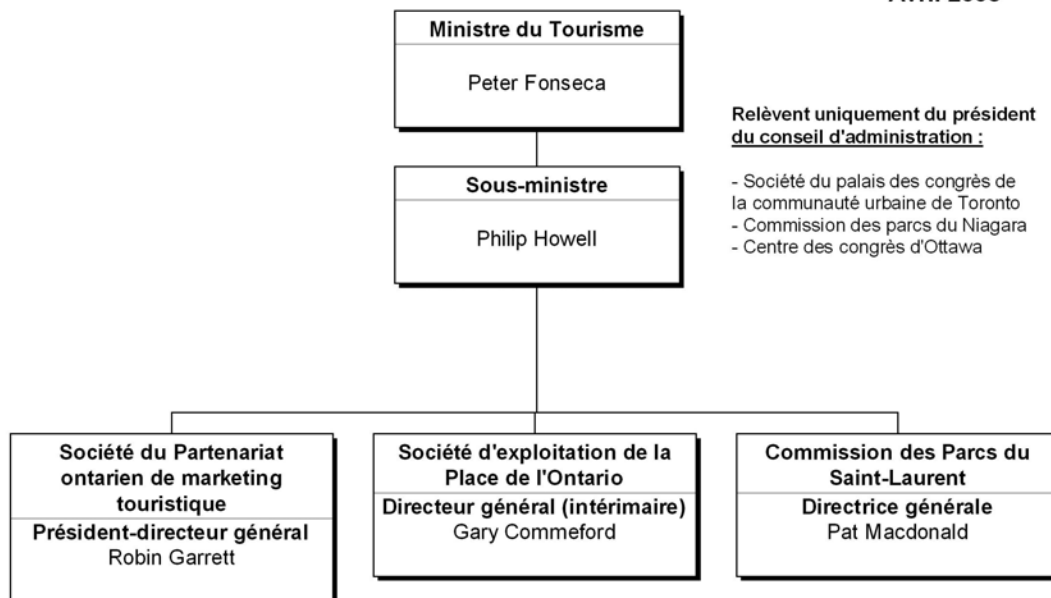 Ministre du Tourisme
Peter Fonseca
Relèvent uniquement du président
du conseil d'administration :
- Société du palais des congrès de
la communauté urbaine de Toronto
- Commission des parcs du Niagara
- Centre des congrès d'Ottawa
Sous-ministre
Philip Howell
Société du Partenariat
ontarien de marketing
touristique
Président-directeur général
Robin Garrett
Société d'exploitation de la
Place de l'Ontario
Directeur général (intérimaire)
Gary Commeford
Commission des Parcs du
Saint-Laurent
Directrice générale
Pat Macdonald